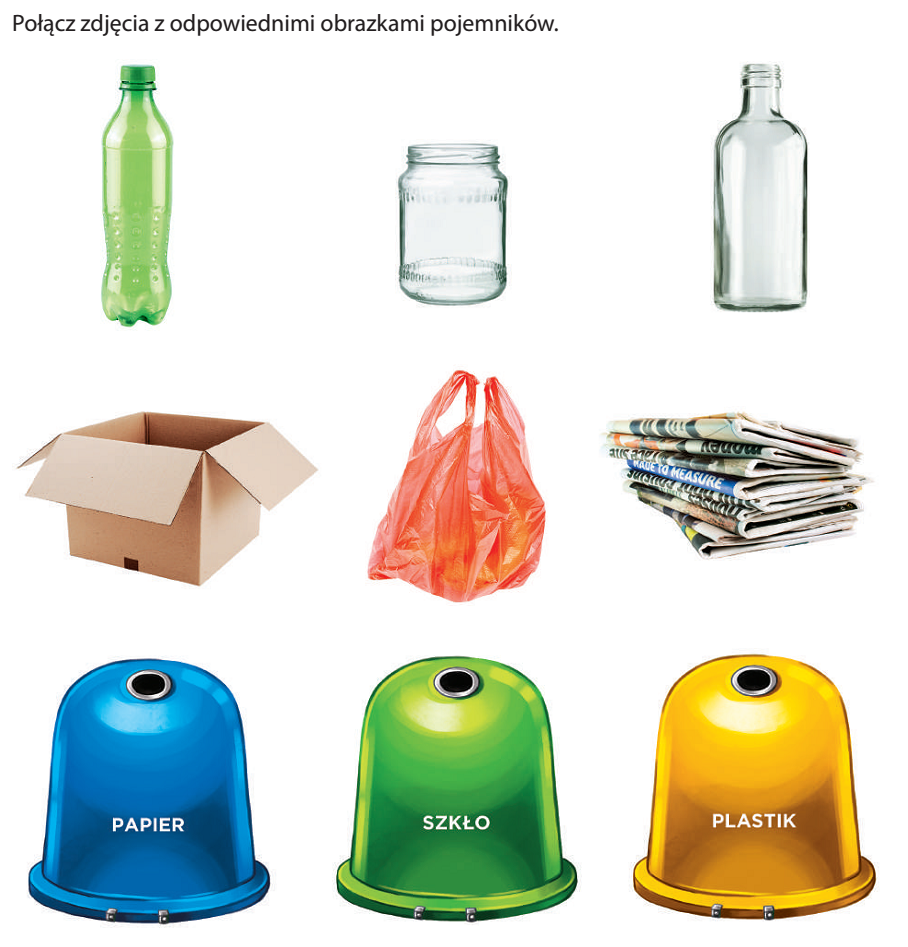 Połącz zdjęcia z odpowiednimi obrazkami pojemników.
MADE TO MEASURE
PAPIER
SZKŁO
PLASTIK